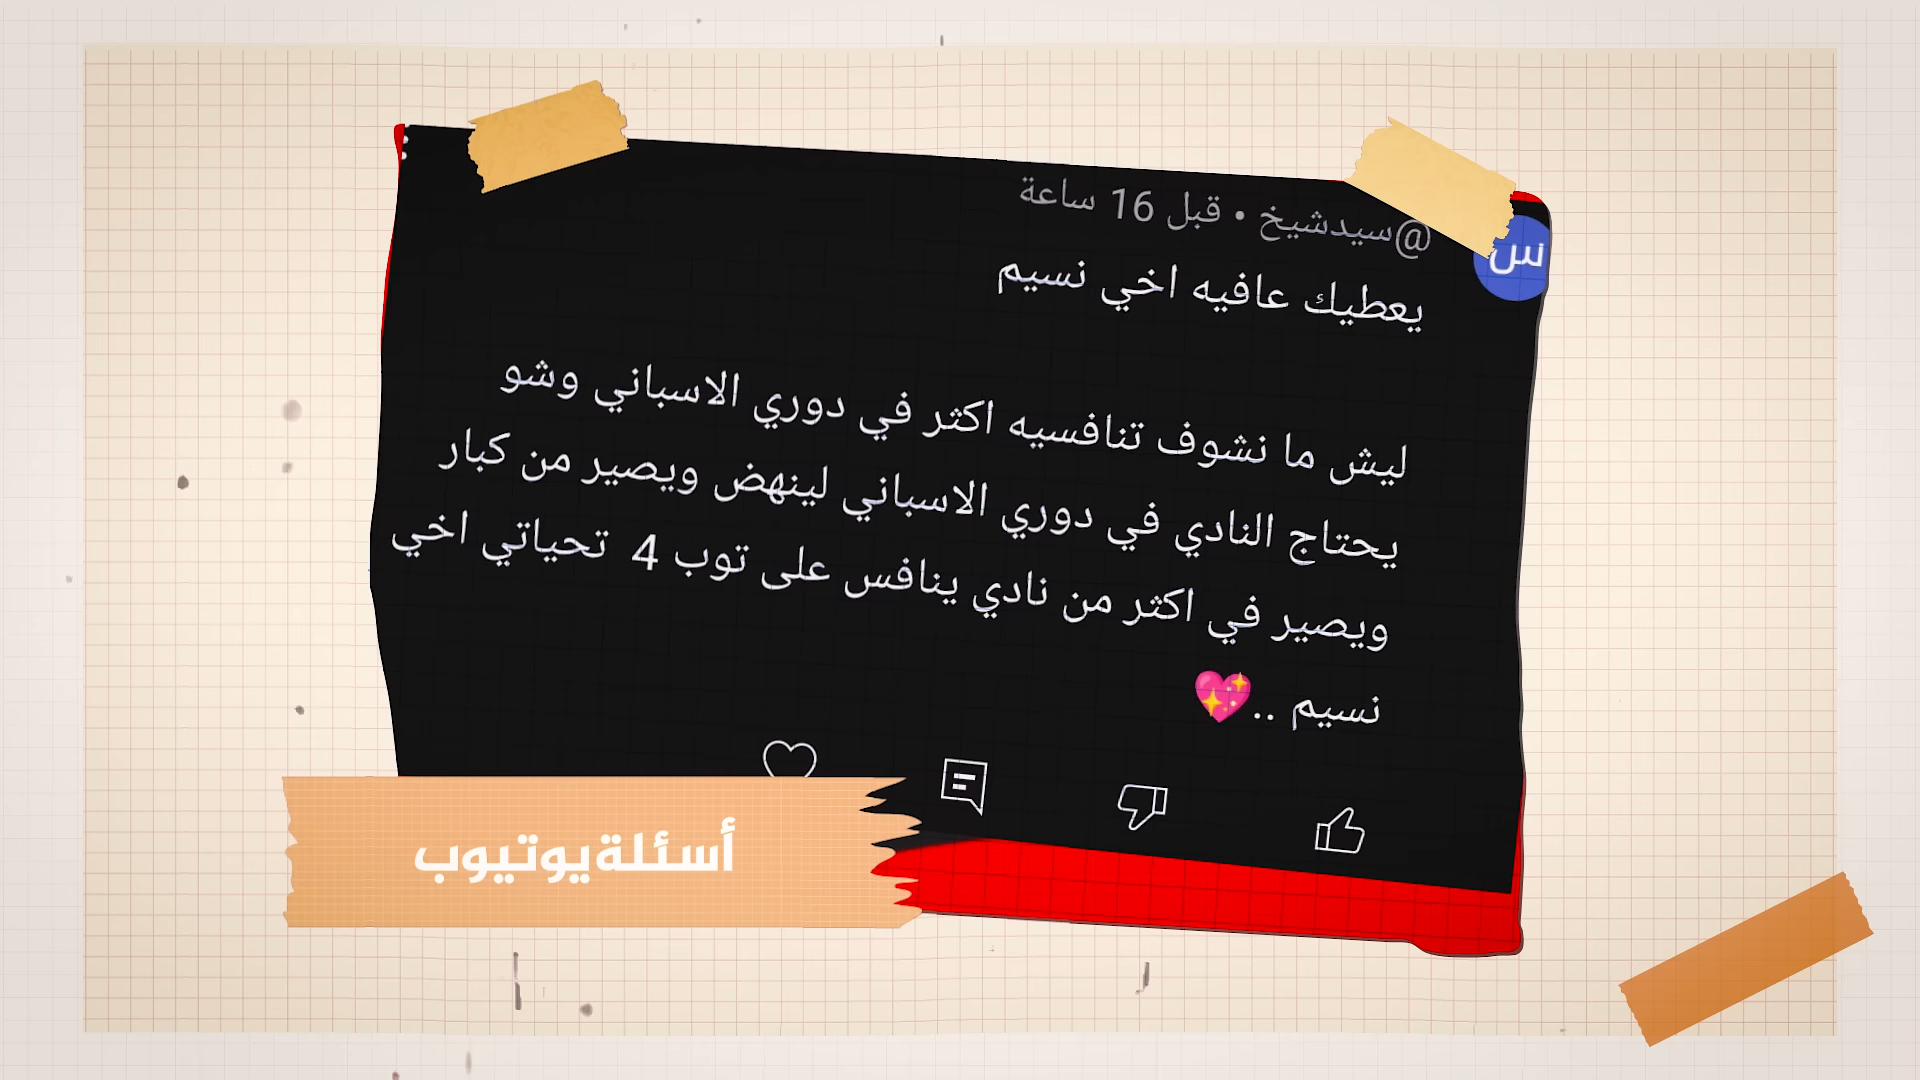 @سيدشيخ • قبل 16 ساعة
س
يعطيك عافيه اخي نسيم
ليش ما نشوف تنافسيه اكثر في دوري الاسباني وشو
يحتاج النادي في دوري الاسباني لينهض ويصير من كبار
ويصير في اكثر من نادي ينافس على توب 4 تحياتي اخي
نسيم ..💖
أسئلة يوتيوب